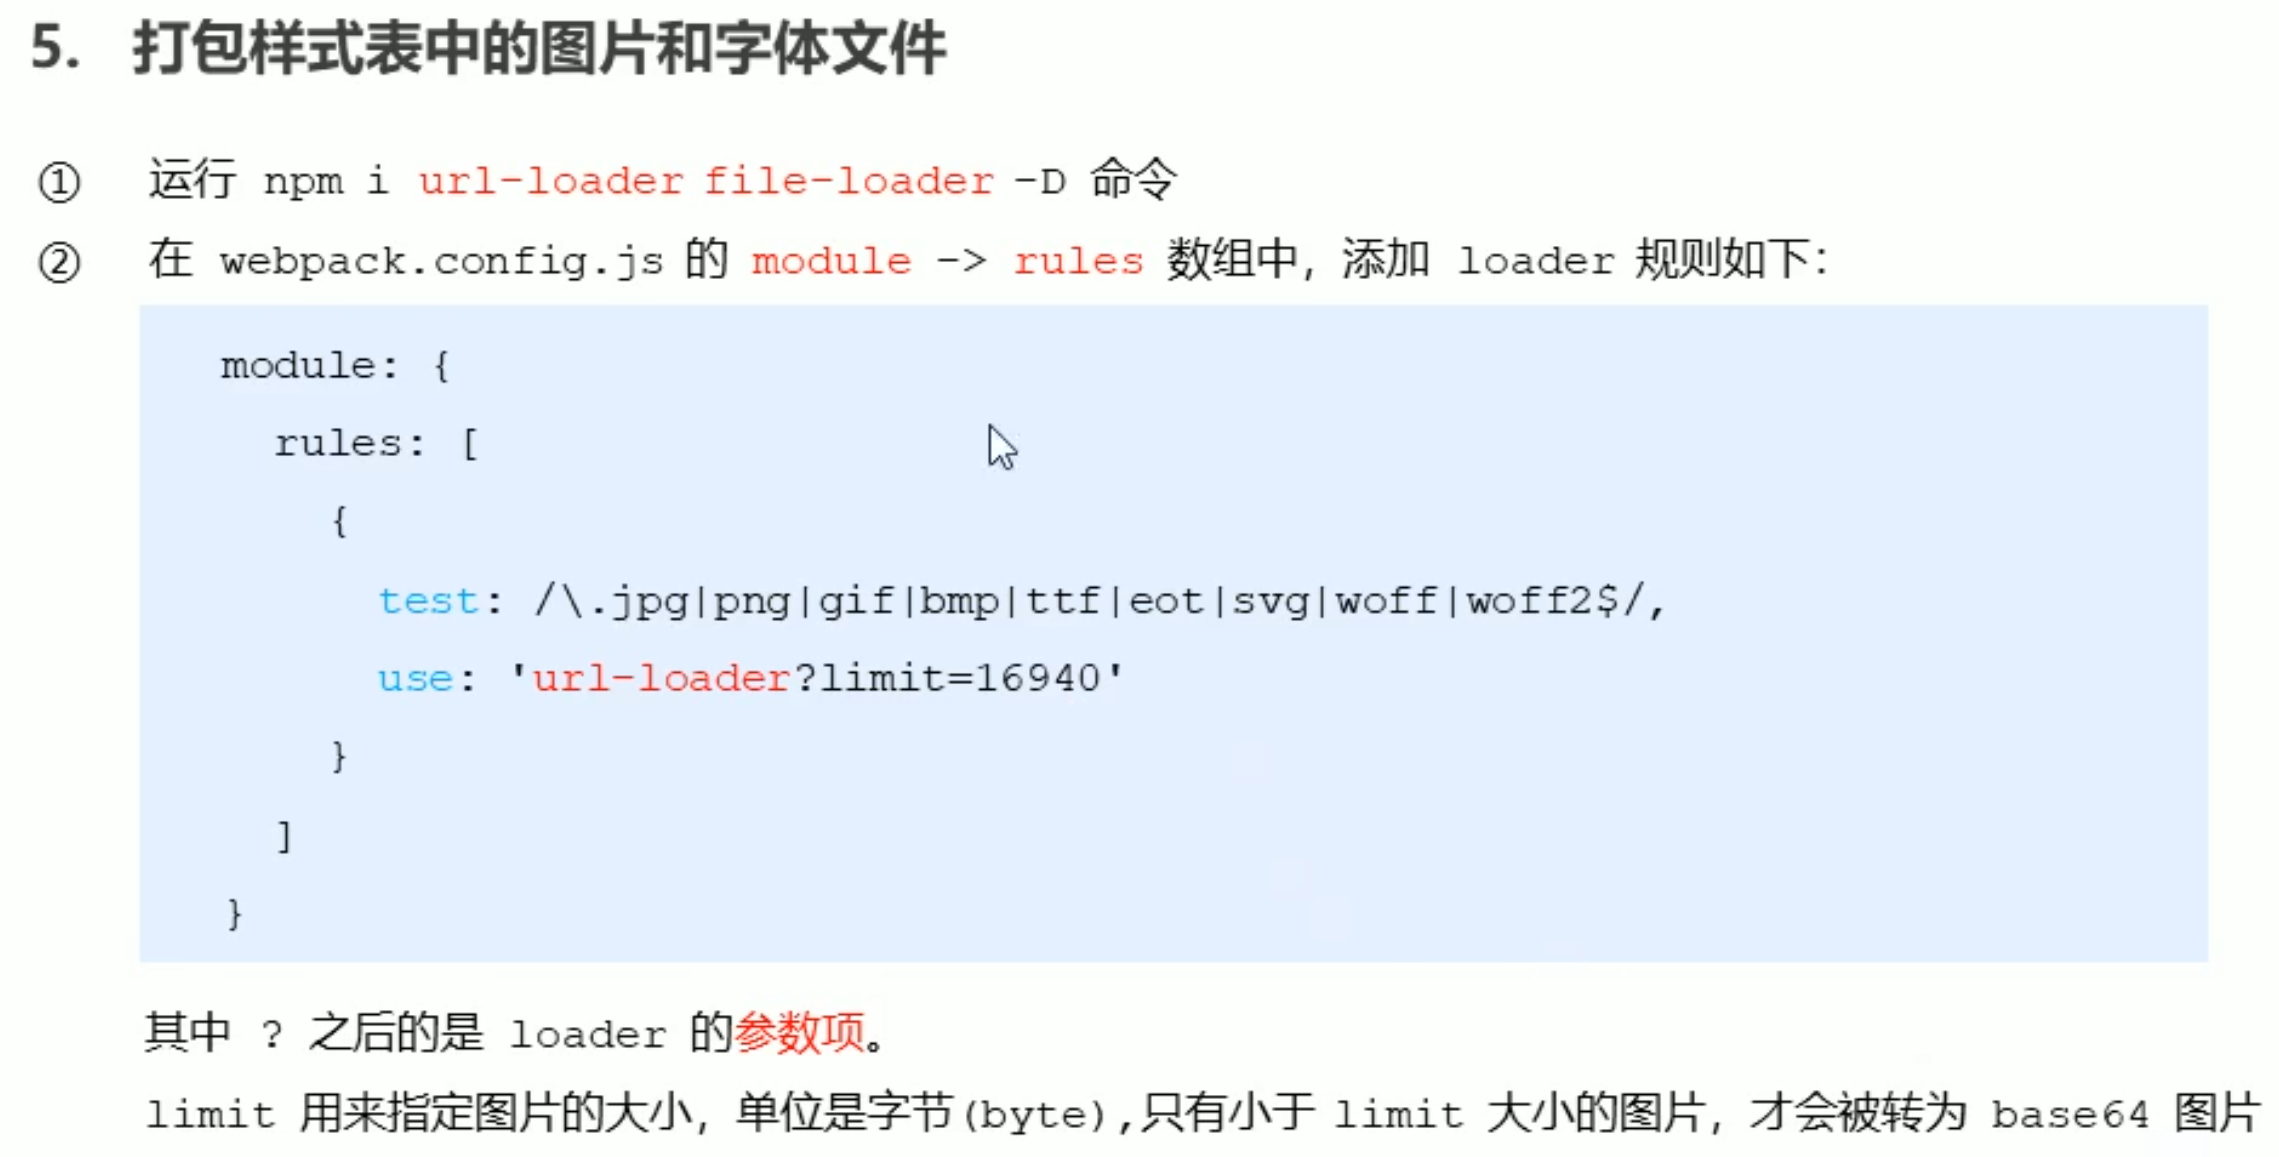 5. 打包样式表中的图片和字体文件
① 运行 npm i url-loader file-loader -D 命令
② 在 webpack.config.js 的 module -> rules 数组中，添加 loader 规则如下：
module: {
rules: [
{
test: /\.jpg|png|gif|bmp|ttf|eot|svg|woff|woff2$/,
use: 'url-loader?limit=16940'
}
]
}
其中 ? 之后的是 loader 的参数项。
limit 用来指定图片的大小，单位是字节(byte),只有小于 limit 大小的图片，才会被转为 base64 图片